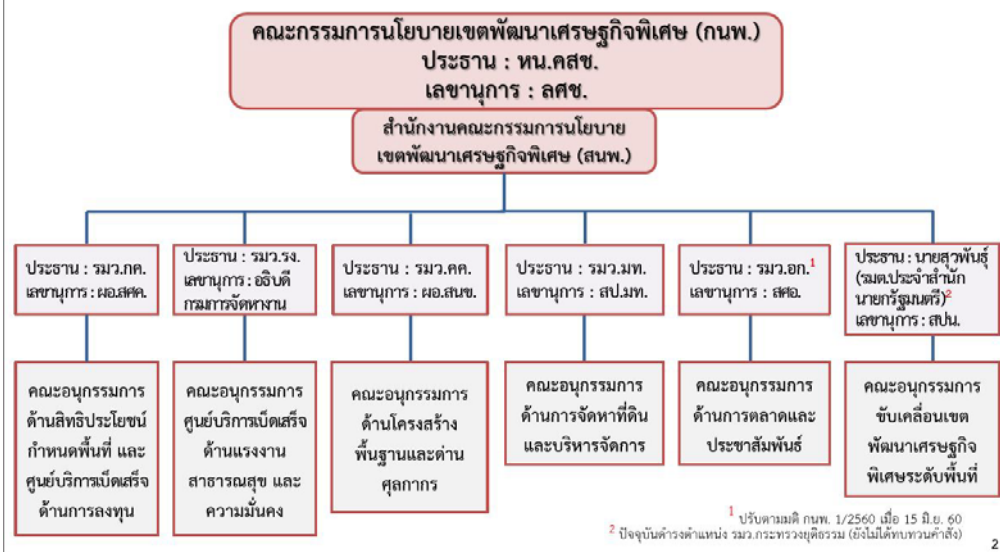 คณะกรรมการนโยบายเขตพัฒนาเศรษฐกิจพิเศษ (กนพ.)
ประธาน : หน.คสช.
เลขานุการ : ลศช.
สำนักงานคณะกรรมการนโยบาย
เขตพัฒนาเศรษฐกิจพิเศษ (สนพ.)
ประธาน : รมว.กค.
เลขานุการ : ผอ.สศค.
ประธาน : รมว.รง.
เลขานุการ : อธิบดี
กรมการจัดหางาน
ประธาน : รมว.คค.
เลขานุการ : ผอ.สนข.
ประธาน : รมว.มท.
เลขานุการ : สป.มท.
ประธาน : รมว.อก.1
เลขานุการ : สศอ.
ประธาน : นายสุวพันธุ์
(รมต.ประจำสำนัก
นายกรัฐมนตรี)2
เลขานุการ : สปน.
คณะอนุกรรมการ
ด้านสิทธิประโยชน์
กำหนดพื้นที่ และ
ศูนย์บริการเบ็ดเสร็จ
ด้านการลงทุน
คณะอนุกรรมการ
ศูนย์บริการเบ็ดเสร็จ
ด้านแรงงาน
สาธารณสุข และ
ความมั่นคง
คณะอนุกรรมการ
ด้านโครงสร้าง
พื้นฐานและด่าน
ศุลกากร
คณะอนุกรรมการ
ด้านการจัดหาที่ดิน
และบริหารจัดการ
คณะอนุกรรมการ
ด้านการตลาดและ
ประชาสัมพันธ์
คณะอนุกรรมการ
ขับเคลื่อนเขต
พัฒนาเศรษฐกิจ
พิเศษระดับพื้นที่
1 ปรับตามมติ กนพ. 1/2560 เมื่อ 15 มิ.ย. 60
2 ปัจจุบันดำรงตำแหน่ง รมว.กระทรวงยุติธรรม (ยังไม่ได้ทบทวนคำสั่ง)
2